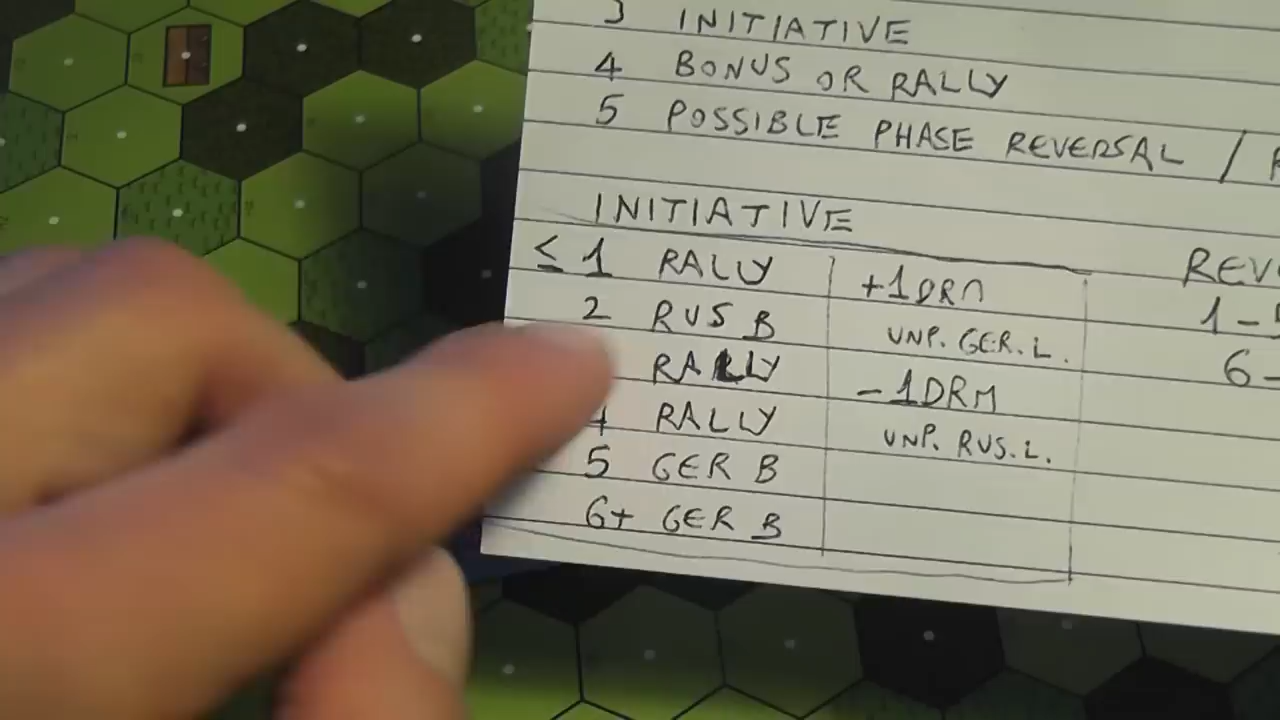 3 INITIATIVE
4 BONUS OR RALLY
5 POSSIBLE PHASE REVERSAL /
INITIATIVE
≤ 1 RALLY +1DRM
2 RUS B UNP. GER. L.
RALLY -1DRM
4 RALLY UNP. RUS. L.
5 GER B
6+ GER B
REV
1-
6-